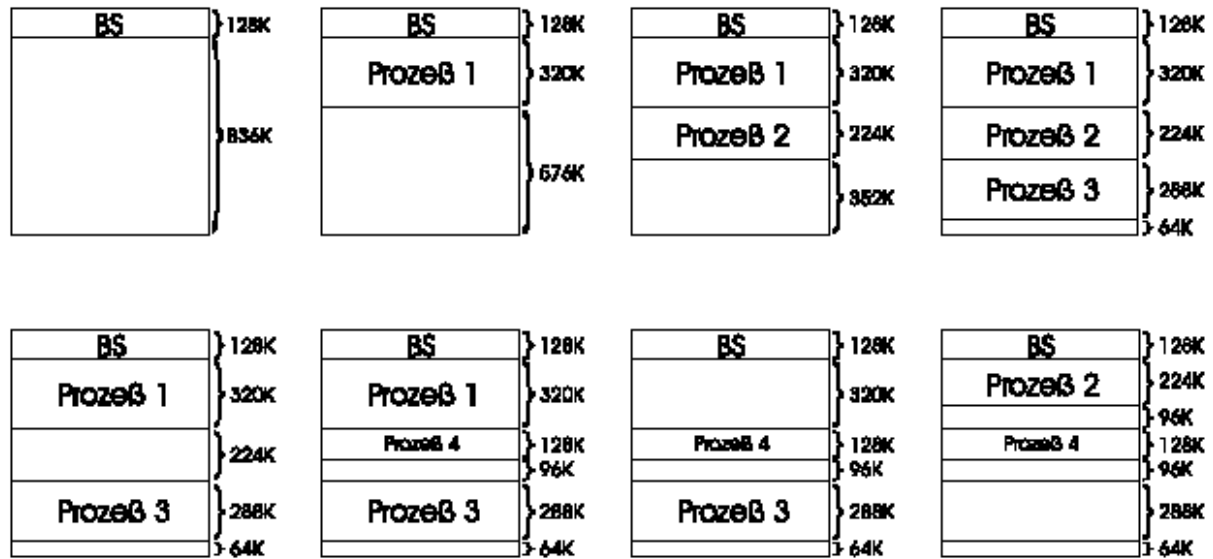 BS 128K
896K
BS 128K
Prozeß 1 320K
576K
BS 128K
Prozeß 1 320K
Prozeß 2 224K
352K
BS 128K
Prozeß 1 320K
Prozeß 2 224K
Prozeß 3 288K
64K
BS 128K
Prozeß 1 320K
224K
Prozeß 3 288K
64K
BS 128K
Prozeß 1 320K
Prozeß 4 128K
96K
Prozeß 3 288K
64K
BS 128K
320K
Prozeß 4 128K
96K
Prozeß 3 288K
64K
BS 128K
Prozeß 2 224K
96K
Prozeß 4 128K
96K
288K
64K